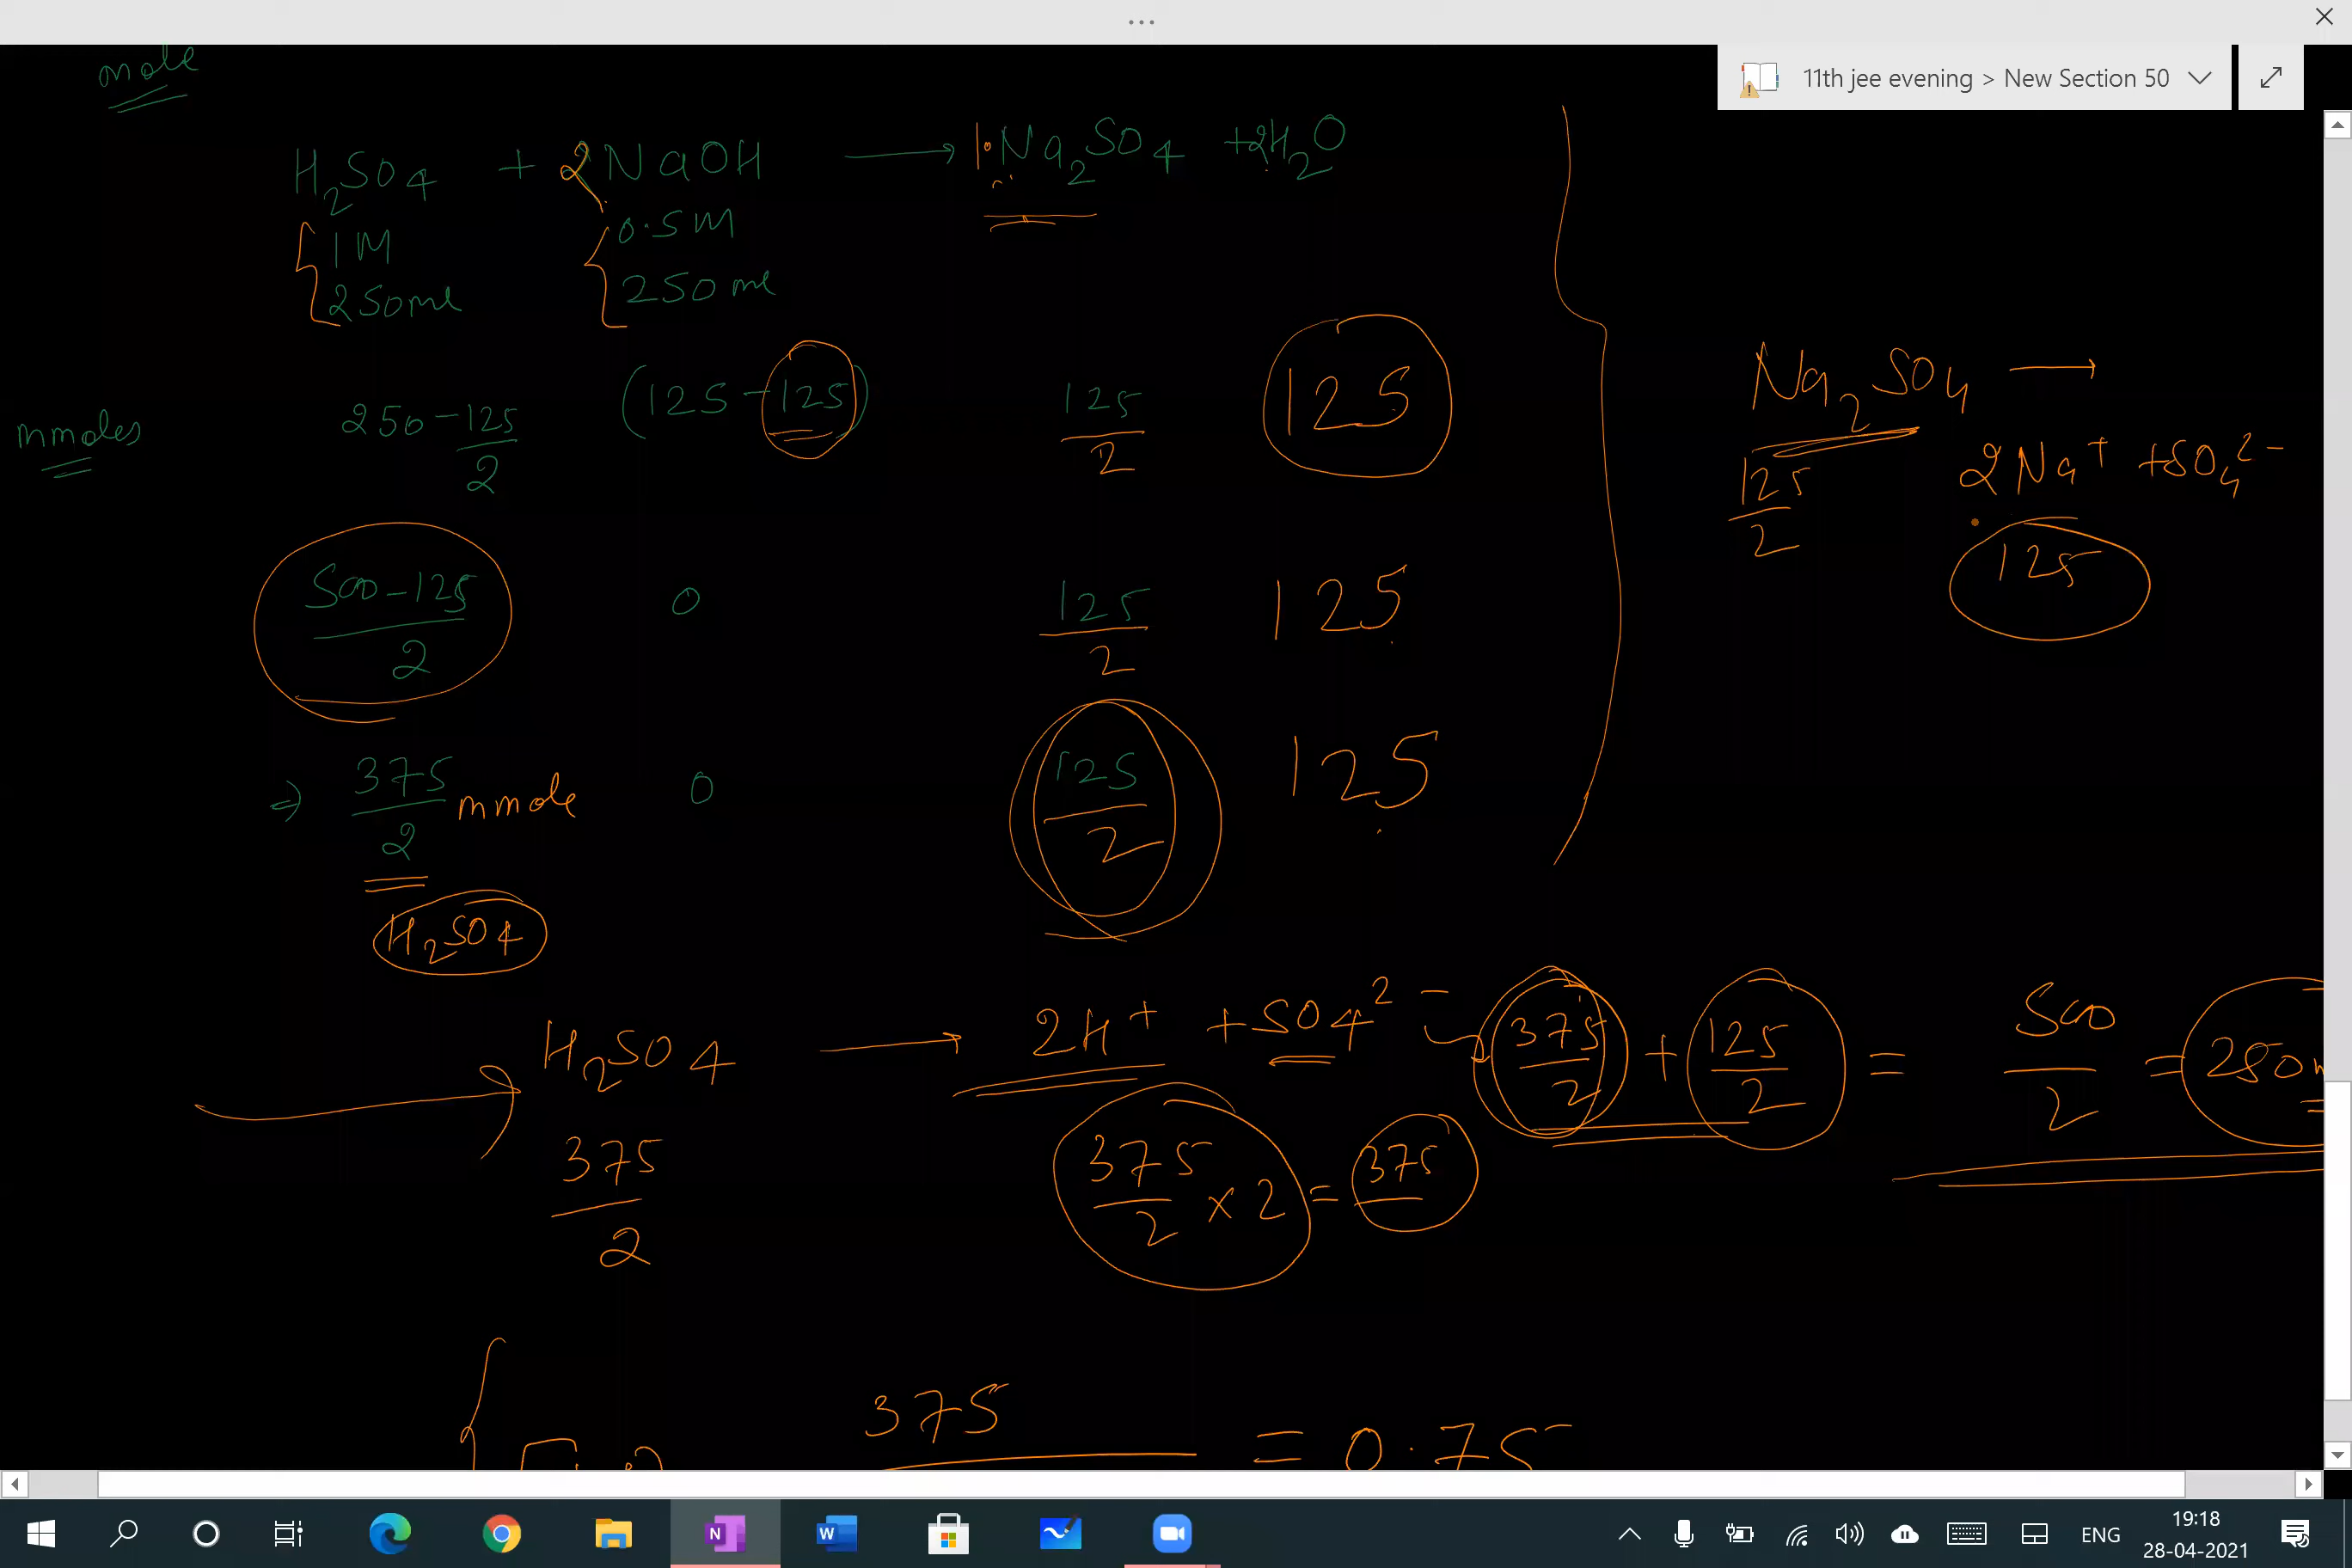 ...
11th jee evening > New Section 50
mole
H2SO4 + 2NaOH → 1·Na2SO4 + 2H2O
1M 0.5M
250ml 250ml
Na2SO4 →
mmoles 250 - 125/2 (125 - 125) 125/2 125
125/2 2Na+ + SO4 2-
125
500 - 125/2 0 125/2 125
⇒ 375/2 mmole 0 125/2 125
H2SO4
H2SO4 → 2H+ + SO4 2- 375/2 + 125/2 = 500/2 = 250
375/2 375/2 × 2 = 375
375
= 0.75
ENG
19:18
28-04-2021